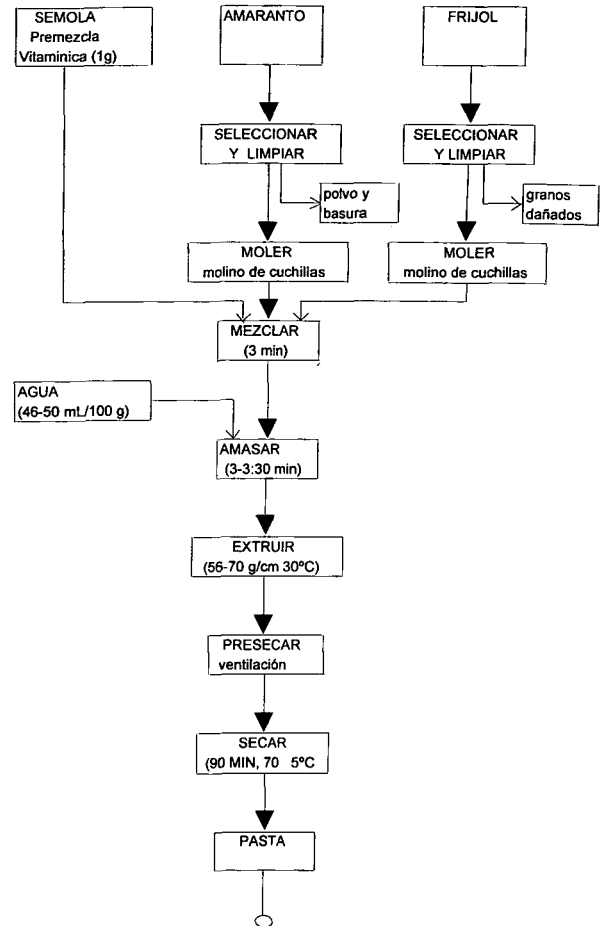 SEMOLA
Premezcla
Vitaminica (1g)
AMARANTO
FRIJOL
SELECCIONAR
Y LIMPIAR
SELECCIONAR
Y LIMPIAR
polvo y
basura
granos
dañados
MOLER
molino de cuchillas
MOLER
molino de cuchillas
MEZCLAR
(3 min)
AGUA
(46-50 mL/100 g)
AMASAR
(3-3:30 min)
EXTRUIR
(56-70 g/cm 30ºC)
PRESECAR
ventilación
SECAR
(90 MIN, 70 5ºC
PASTA